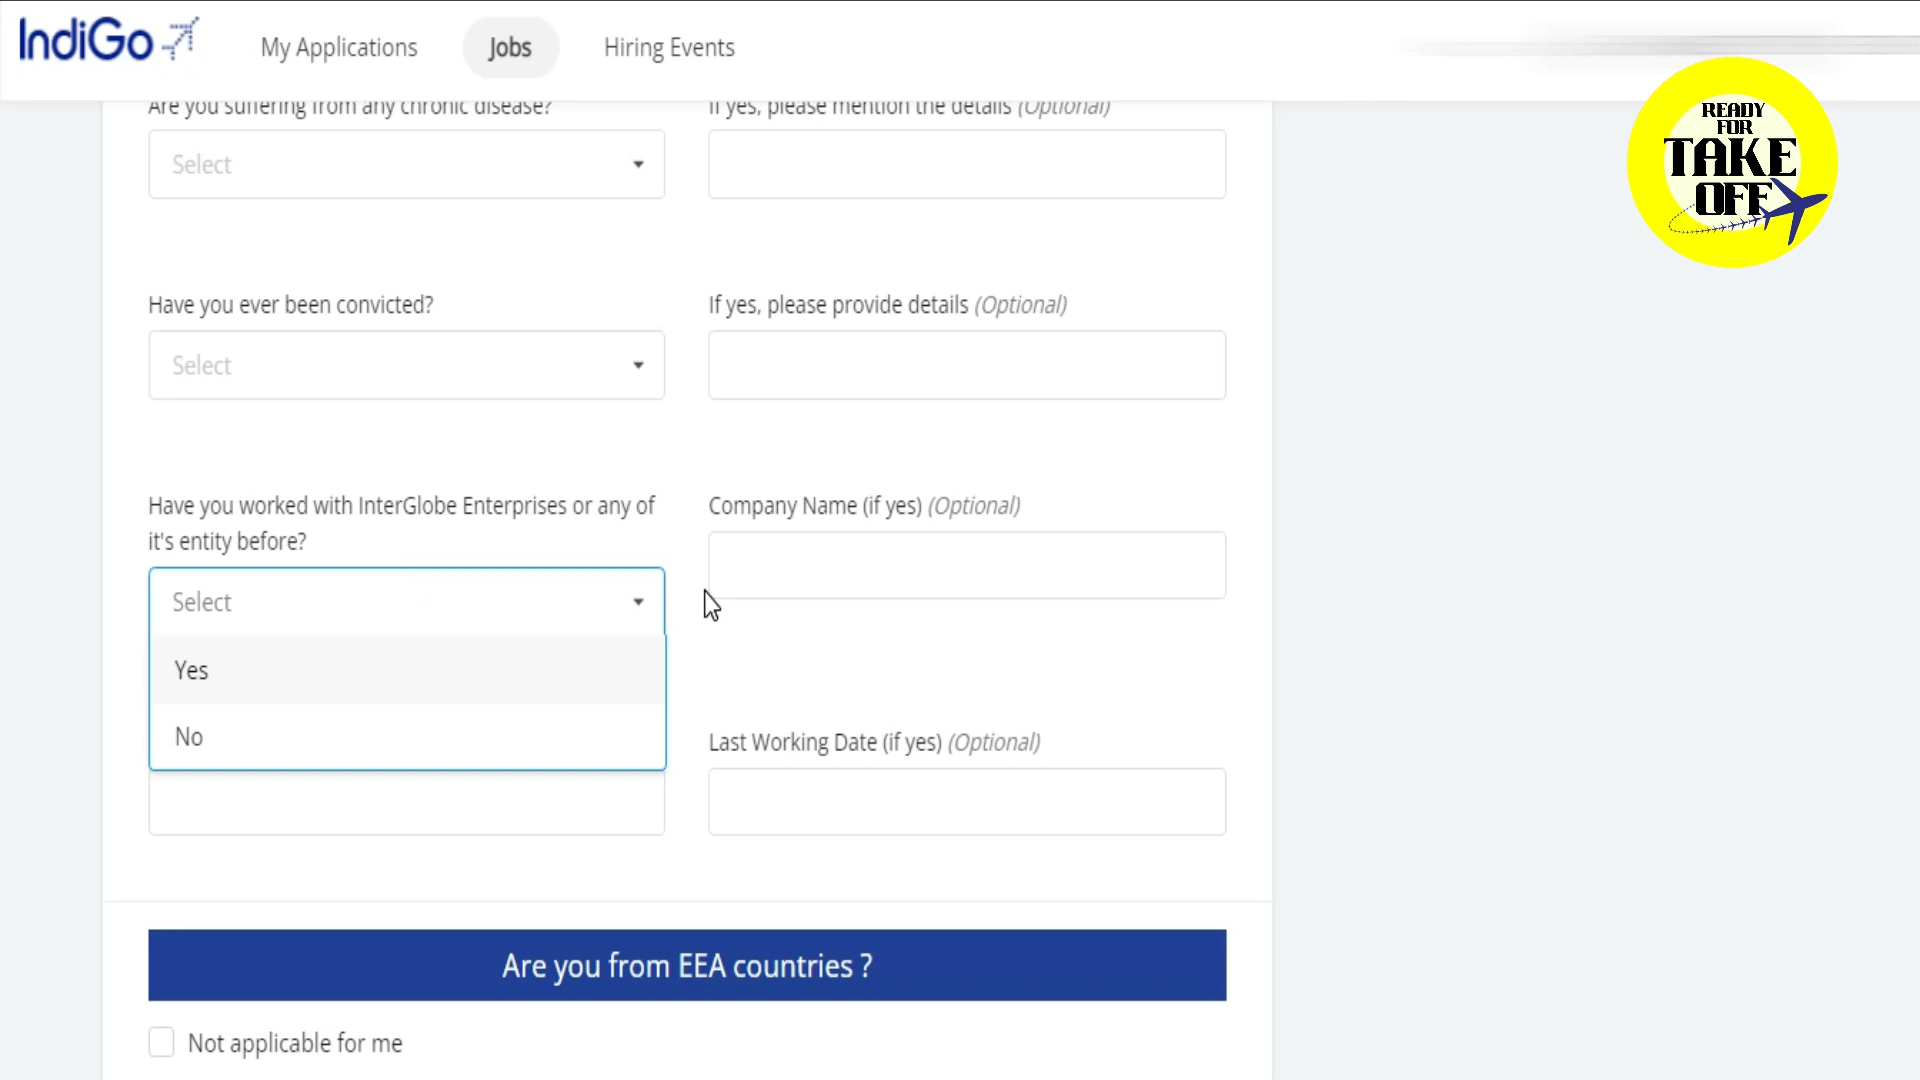 IndiGo
My Applications
Jobs
Hiring Events
READY
FOR
TAKE
OFF
Are you suffering from any chronic disease?
If yes, please mention the details (Optional)
Select
Have you ever been convicted?
If yes, please provide details (Optional)
Select
Have you worked with InterGlobe Enterprises or any of
it's entity before?
Company Name (if yes) (Optional)
Select
Yes
No
Last Working Date (if yes) (Optional)
Are you from EEA countries ?
Not applicable for me